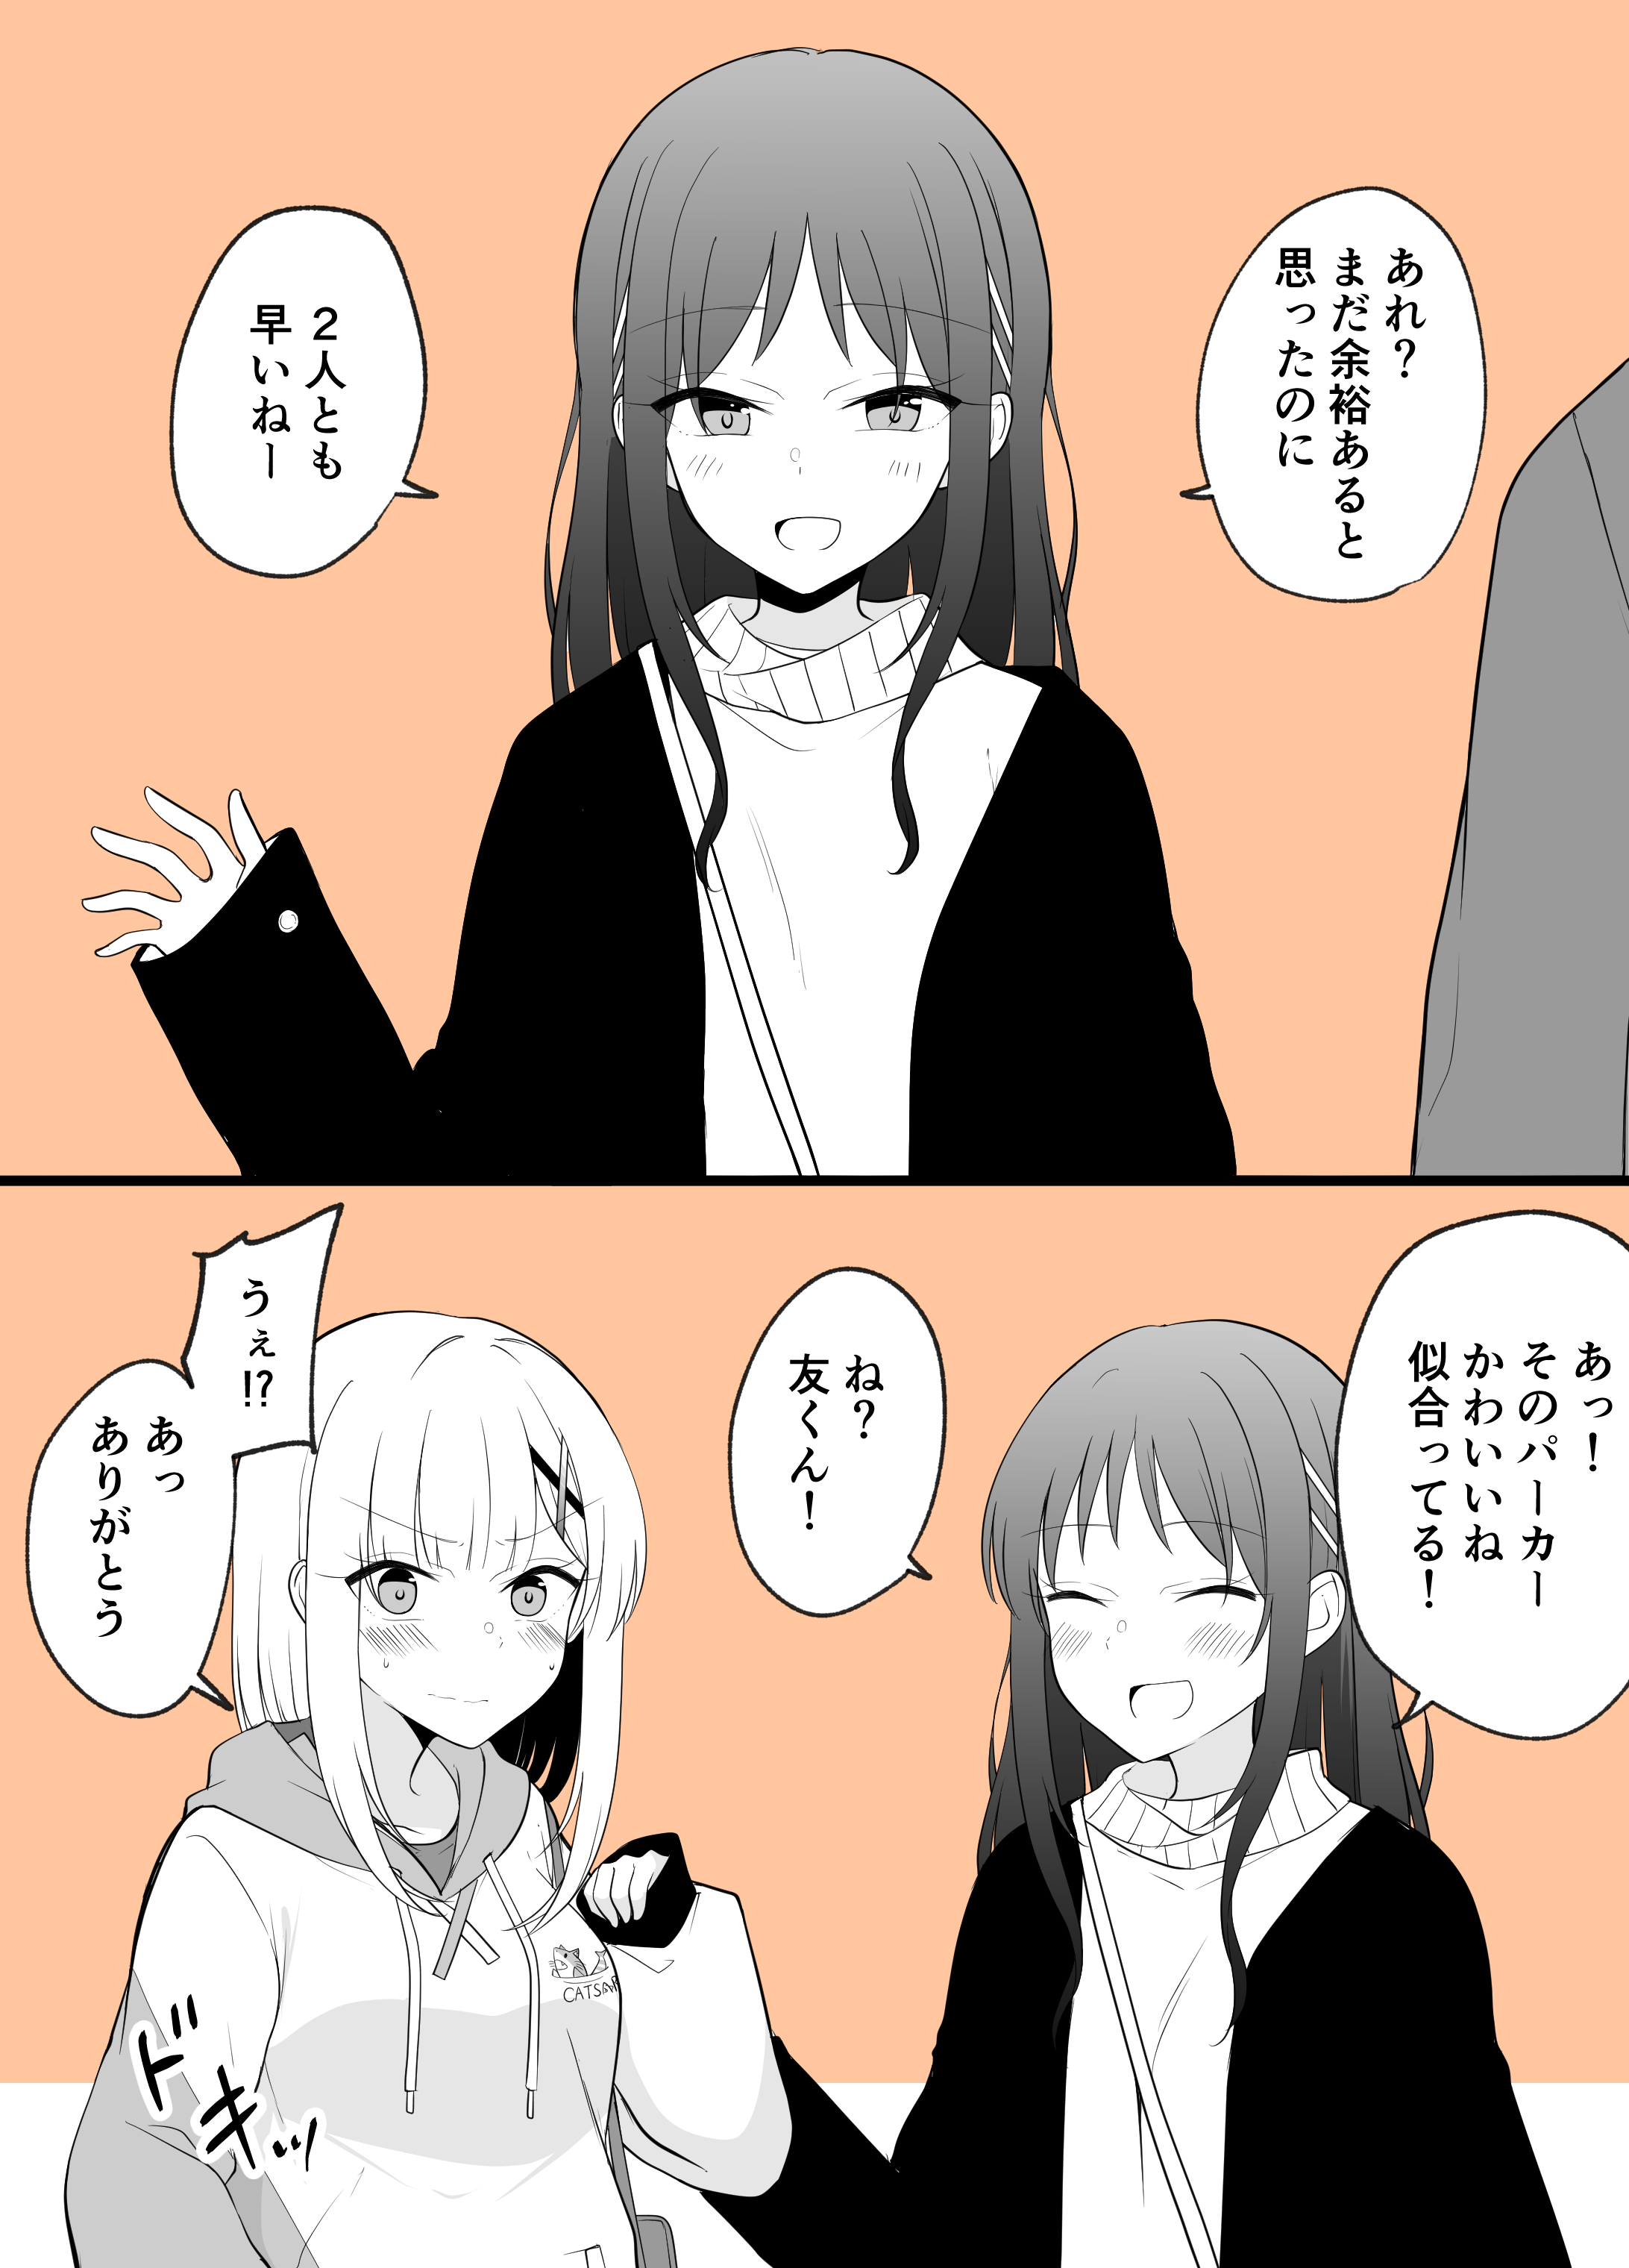 あれ?
まだ余裕あると
思ったのに
2人とも
早いねー
あっ!
そのパーカー
かわいいね
似合ってる!
ね?
友くん!
うぇ!?
あっ
ありがとう
CATSAR
ドキッ